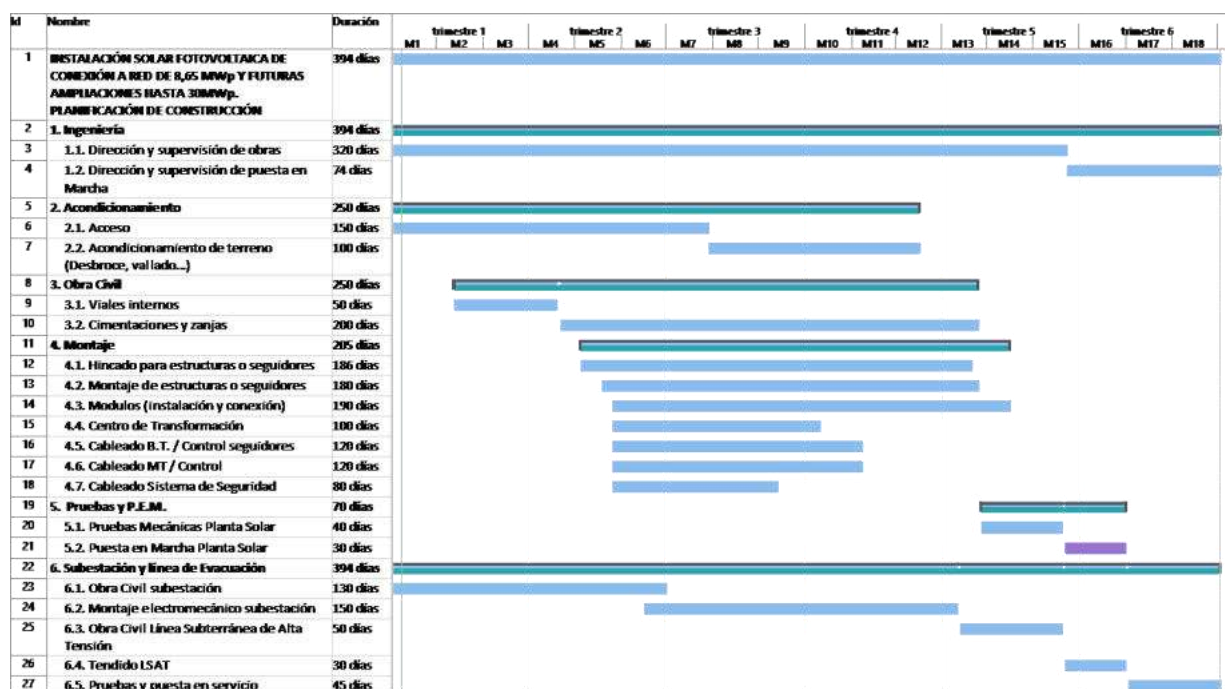 Id Nombre Duración
trimestre 1 trimestre 2 trimestre 3 trimestre 4 trimestre 5 trimestre 6
M1 M2 M3 M4 M5 M6 M7 M8 M9 M10 M11 M12 M13 M14 M15 M16 M17 M18
1 INSTALACIÓN SOLAR FOTOVOLTAICA DE 394 días
CONEXIÓN A RED DE 8,65 MWp Y FUTURAS
AMPLIACIONES HASTA 30MWp.
PLANIFICACIÓN DE CONSTRUCCIÓN
2 1. Ingeniería 394 días
3 1.1. Dirección y supervisión de obras 320 días
4 1.2. Dirección y supervisión de puesta en 74 días
Marcha
5 2. Acondicionamiento 250 días
6 2.1. Acceso 150 días
7 2.2. Acondicionamiento de terreno 100 días
(Desbroce, vallado...)
8 3. Obra Civil 250 días
9 3.1. Viales internos 50 días
10 3.2. Cimentaciones y zanjas 200 días
11 4. Montaje 205 días
12 4.1. Hincado para estructuras o seguidores 186 días
13 4.2. Montaje de estructuras o seguidores 180 días
14 4.3. Modulos (instalación y conexión) 190 días
15 4.4. Centro de Transformación 100 días
16 4.5. Cableado B.T. / Control seguidores 120 días
17 4.6. Cableado MT / Control 120 días
18 4.7. Cableado Sistema de Seguridad 80 días
19 5. Pruebas y P.E.M. 70 días
20 5.1. Pruebas Mecánicas Planta Solar 40 días
21 5.2. Puesta en Marcha Planta Solar 30 días
22 6. Subestación y línea de Evacuación 394 días
23 6.1. Obra Civil subestación 130 días
24 6.2. Montaje electromecánico subestación 150 días
25 6.3. Obra Civil Línea Subterránea de Alta 50 días
Tensión
26 6.4. Tendido LSAT 30 días
27 6.5. Pruebas y puesta en servicio 45 días